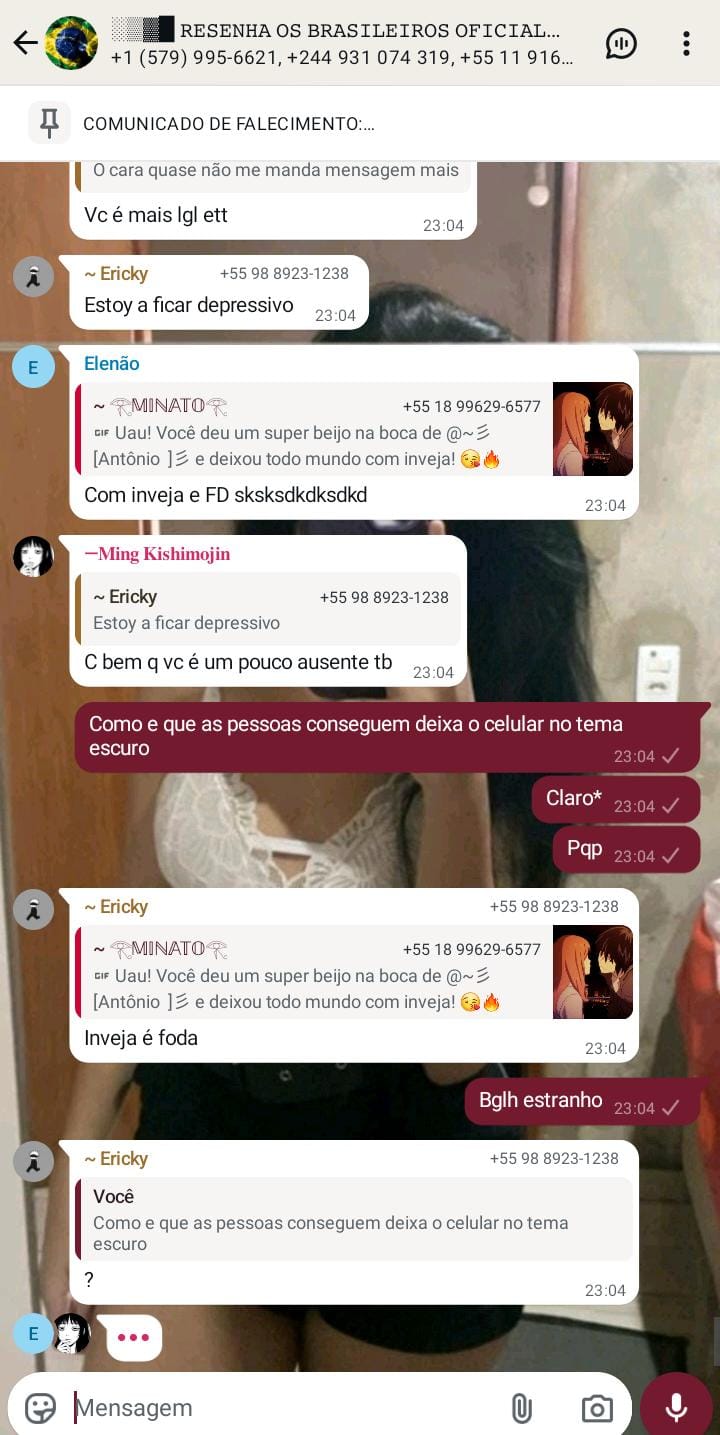 RESENHA OS BRASILEIROS OFICIAL...
+1 (579) 995-6621, +244 931 074 319, +55 11 916...
COMUNICADO DE FALECIMENTO:...
O cara quase não me manda mensagem mais
Vc é mais lgl ett
23:04
~ Ericky +55 98 8923-1238
Estoy a ficar depressivo 23:04
E
Elenão
~ 𓂀MINATO𓂀 +55 18 99629-6577
GIF Uau! Você deu um super beijo na boca de @~彡
[Antônio ]彡 e deixou todo mundo com inveja! 😘🔥
Com inveja e FD sksksdkdksdkd
23:04
—Ming Kishimojin
~ Ericky +55 98 8923-1238
Estoy a ficar depressivo
C bem q vc é um pouco ausente tb 23:04
Como e que as pessoas conseguem deixa o celular no tema
escuro
23:04
Claro* 23:04
Pqp 23:04
~ Ericky +55 98 8923-1238
~ 𓂀MINATO𓂀 +55 18 99629-6577
GIF Uau! Você deu um super beijo na boca de @~彡
[Antônio ]彡 e deixou todo mundo com inveja! 😘🔥
Inveja é foda
23:04
Bglh estranho 23:04
~ Ericky +55 98 8923-1238
Você
Como e que as pessoas conseguem deixa o celular no tema
escuro
?
23:04
E
Mensagem